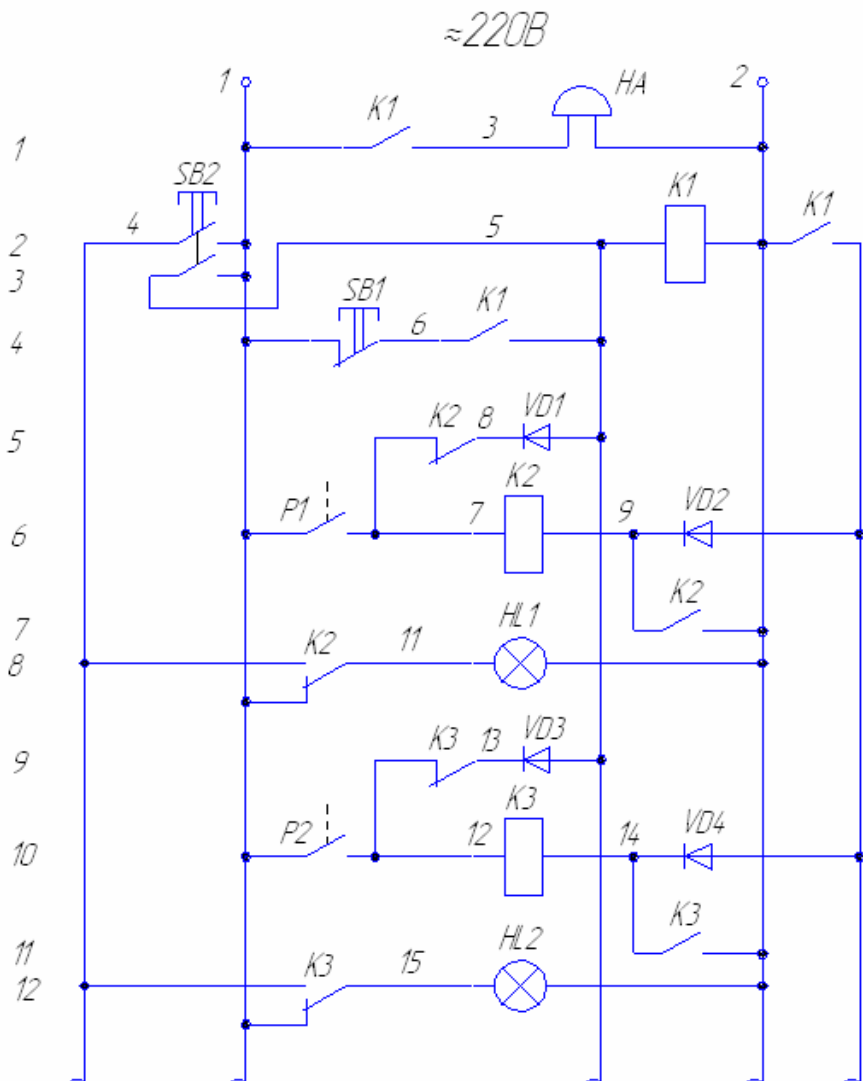 ≈220В
1 2
K1 3 HA
1
SB2 K1 K1
4 5
2
3
SB1 6 K1
4
K2 8 VD1
5
K2
P1 7 9 VD2
6
K2
7
K2 11 HL1
8
K3 13 VD3
9
K3
P2 12 14 VD4
10
K3
11
K3 15 HL2
12